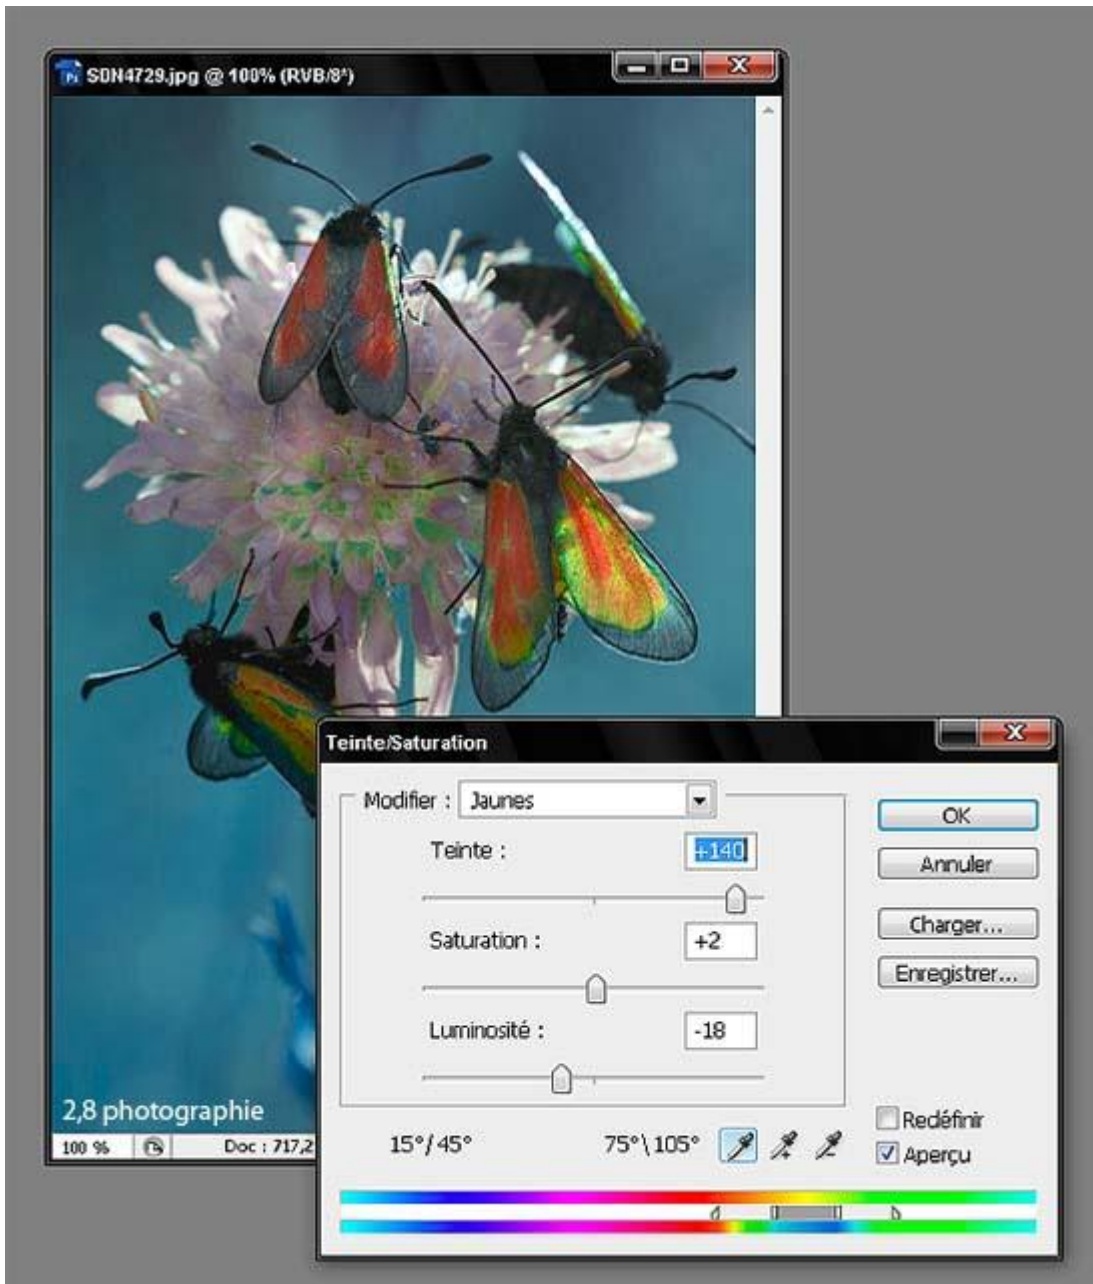 SDN4729.jpg @ 100% (RVB/8*)
Teinte/Saturation
Modifier : Jaunes
OK
Teinte : +140
Annuler
Saturation : +2
Charger...
Enregistrer...
Luminosité : -18
2,8 photographie
Redéfinir
100 %
Doc : 717,2
15°/45°
75°\105°
Aperçu